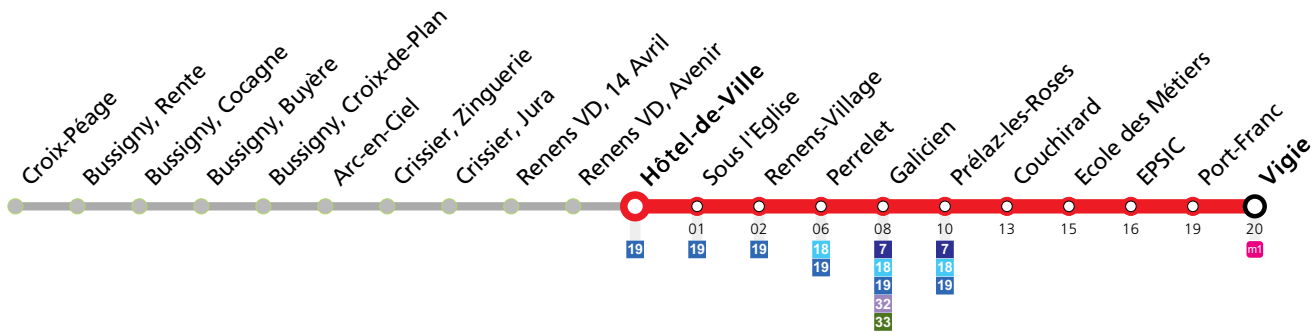 Croix-Péage
Bussigny, Rente
Bussigny, Cocagne
Bussigny, Buyère
Bussigny, Croix-de-Plan
Arc-en-Ciel
Crissier, Zinguerie
Crissier, Jura
Renens VD, 14 Avril
Renens VD, Avenir
Hôtel-de-Ville
Sous l'Eglise
Renens-Village
Perrelet
Galicien
Prélaz-les-Roses
Couchirard
Ecole des Métiers
EPSIC
Port-Franc
Vigie
01 02 06 08 10 13 15 16 19 20
19 19 19 18 7 7 m1
19 18 18
19 19
32
33